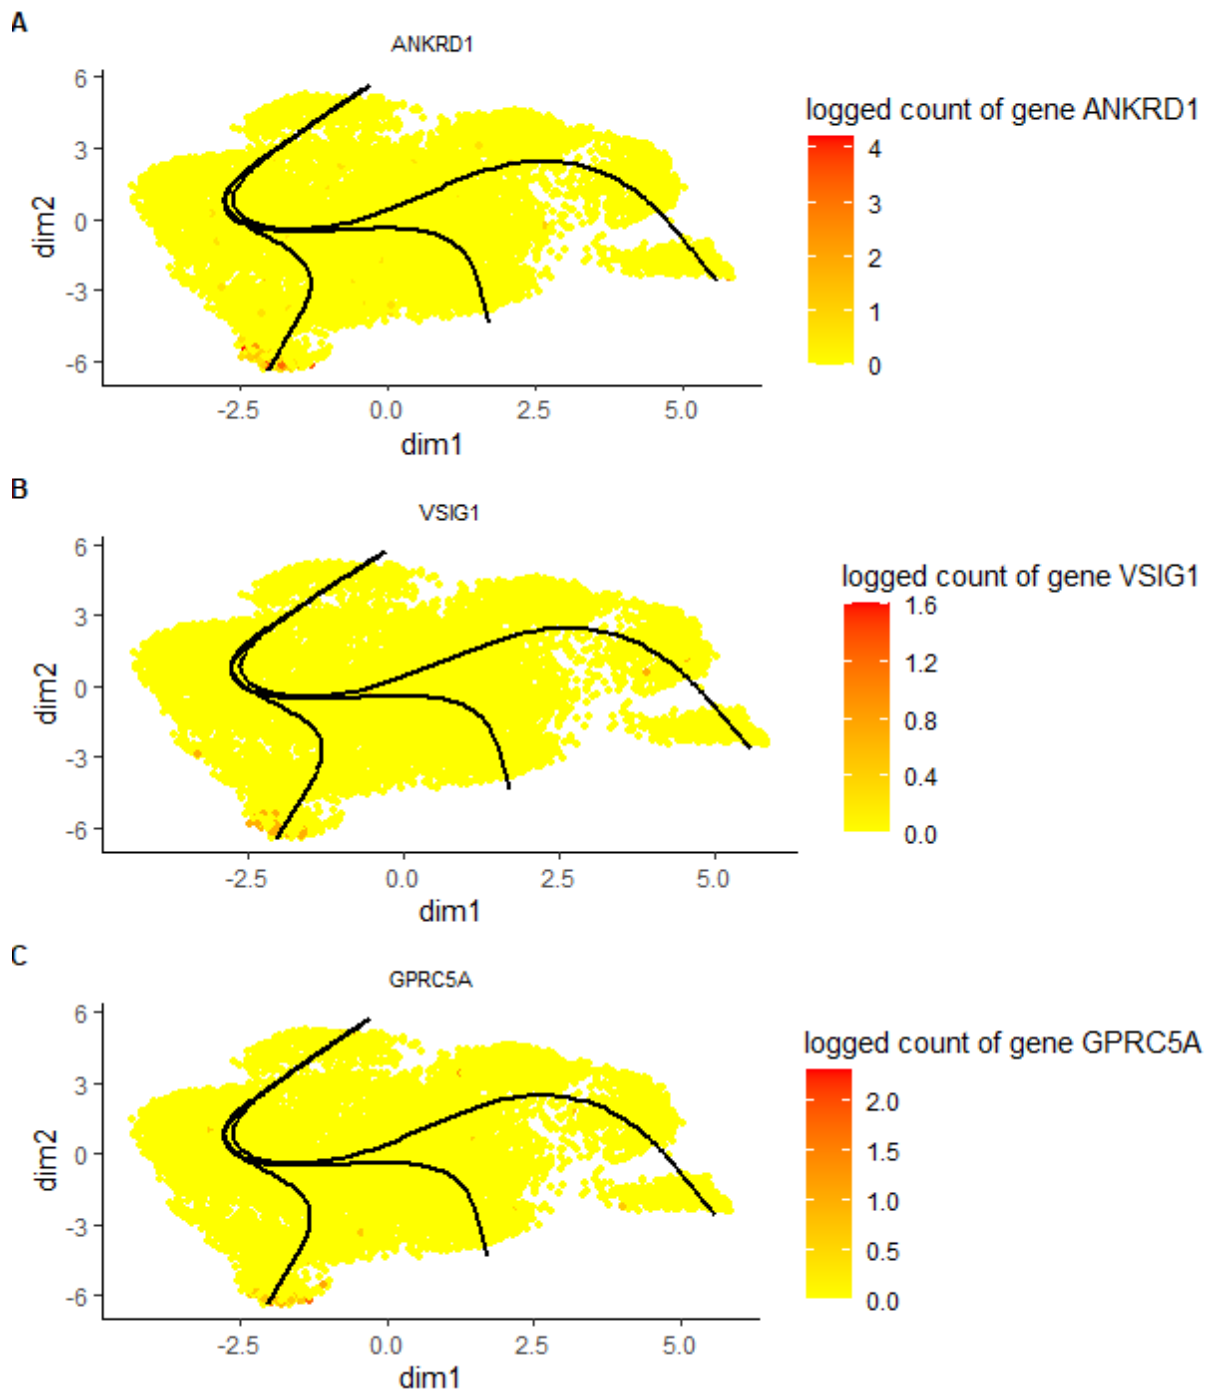 A
ANKRD1
6
3
0
-3
-6
dim2
-2.5 0.0 2.5 5.0
dim1
logged count of gene ANKRD1
4
3
2
1
0
B
VSIG1
6
3
0
-3
-6
dim2
-2.5 0.0 2.5 5.0
dim1
logged count of gene VSIG1
1.6
1.2
0.8
0.4
0.0
C
GPRC5A
6
3
0
-3
-6
dim2
-2.5 0.0 2.5 5.0
dim1
logged count of gene GPRC5A
2.0
1.5
1.0
0.5
0.0